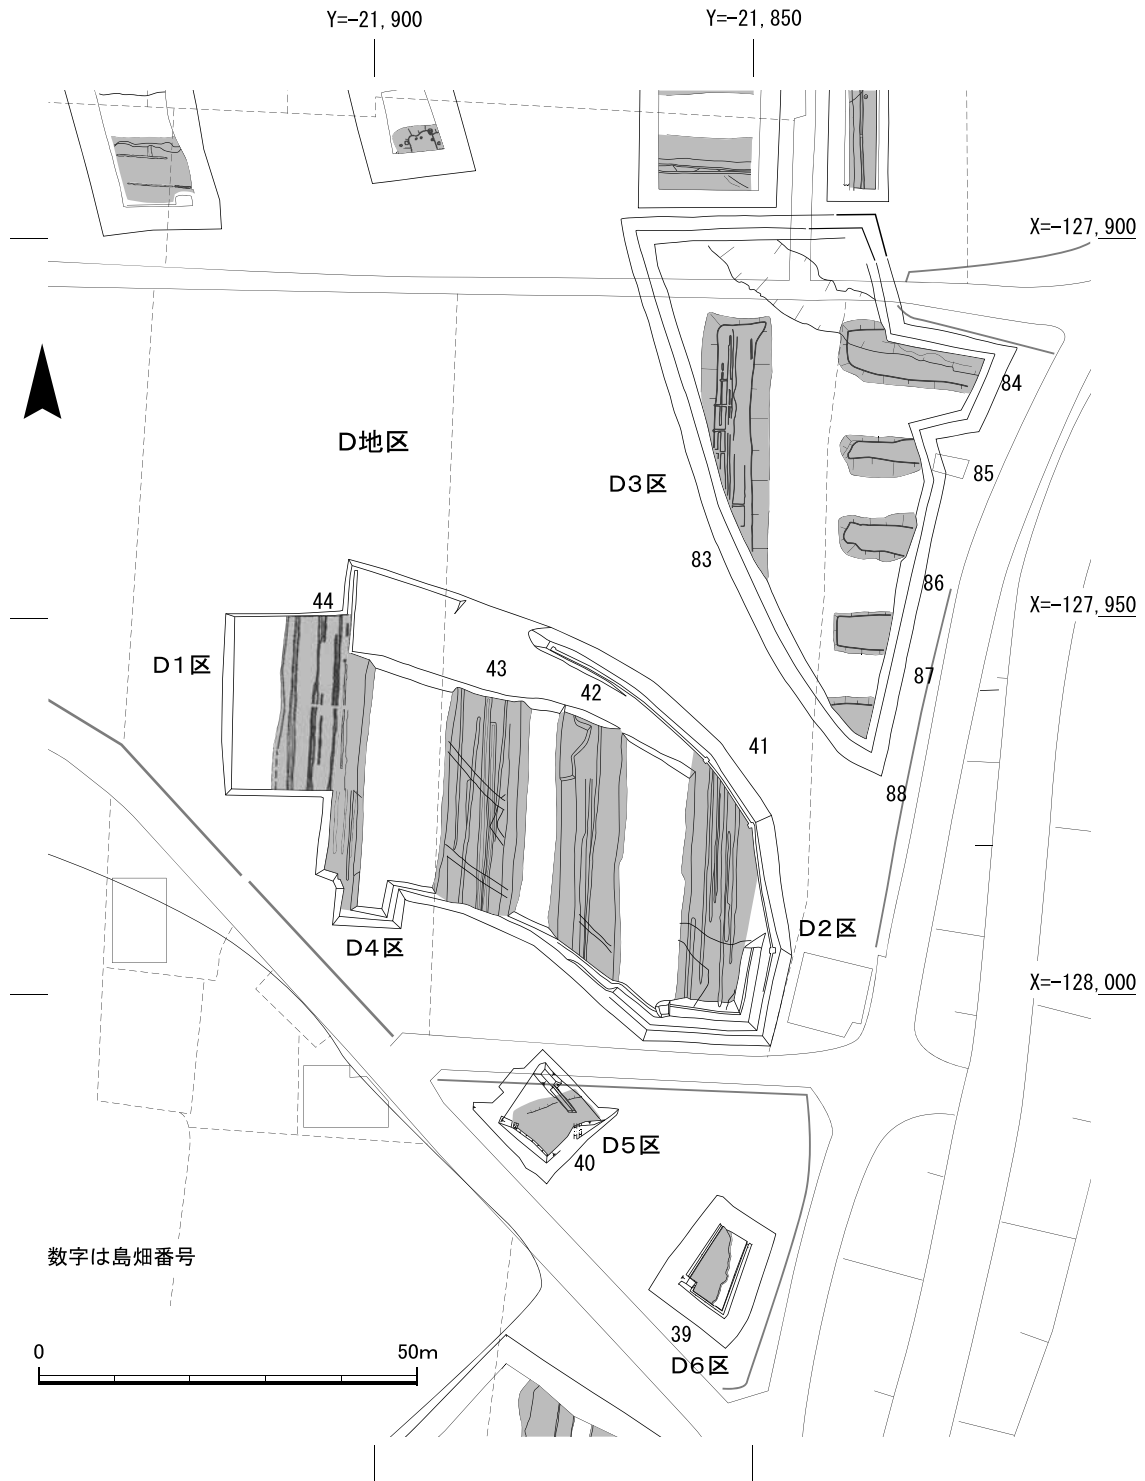 Y=-21,900
Y=-21,850
X=-127,900
84
D地区
85
D3区
83
86
44
X=-127,950
D1区
43
87
42
41
88
D2区
D4区
X=-128,000
D5区
40
数字は島畑番号
39
0
50m
D6区